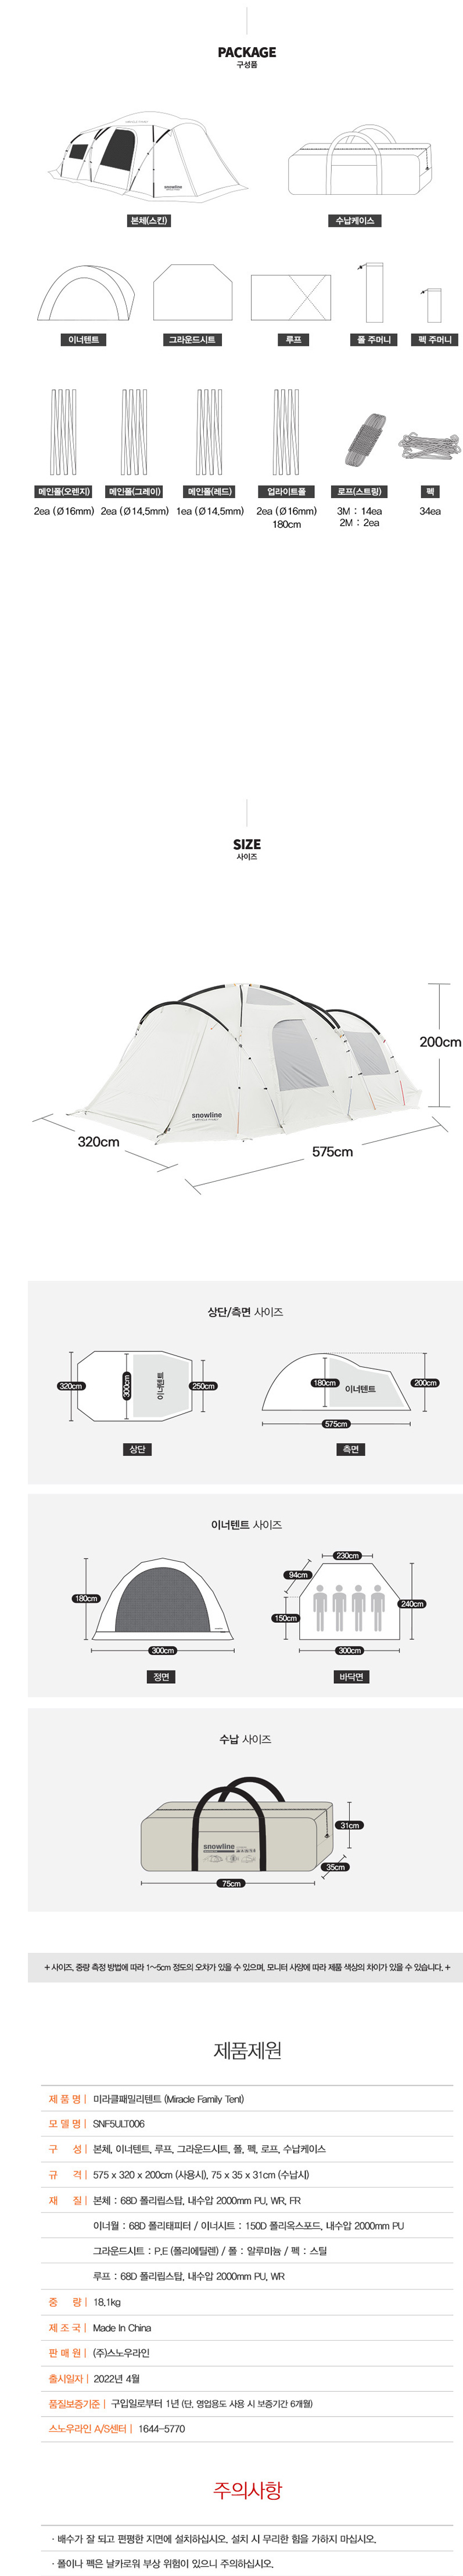 PACKAGE
구성품
snowline
본체(스킨)
수납케이스
이너텐트
그라운드시트
루프
폴 주머니
펙 주머니
메인폴(오렌지)
메인폴(그레이)
메인폴(레드)
업라이트폴
로프(스트링)
펙
2ea (Ø16mm)
2ea (Ø14.5mm)
1ea (Ø14.5mm)
2ea (Ø16mm)
180cm
3M : 14ea
2M : 2ea
34ea
SIZE
사이즈
200cm
snowline
320cm
575cm
상단/측면 사이즈
320cm
300cm
이너텐트
250cm
180cm
이너텐트
200cm
575cm
상단
측면
이너텐트 사이즈
230cm
94cm
180cm
150cm
240cm
300cm
300cm
정면
바닥면
수납 사이즈
snowline
31cm
35cm
75cm
+ 사이즈, 중량 측정 방법에 따라 1~5cm 정도의 오차가 있을 수 있으며, 모니터 사양에 따라 제품 색상의 차이가 있을 수 있습니다. +
제품제원
제 품 명 | 미라클패밀리텐트 (Miracle Family Tent)
모 델 명 | SNF5ULT006
구 성 | 본체, 이너텐트, 루프, 그라운드시트, 폴, 펙, 로프, 수납케이스
규 격 | 575 x 320 x 200cm (사용시), 75 x 35 x 31cm (수납시)
재 질 | 본체 : 68D 폴리립스탑, 내수압 2000mm PU, WR, FR
이너월 : 68D 폴리태피터 / 이너시트 : 150D 폴리옥스포드, 내수압 2000mm PU
그라운드시트 : P.E (폴리에틸렌) / 폴 : 알루미늄 / 펙 : 스틸
루프 : 68D 폴리립스탑, 내수압 2000mm PU, WR
중 량 | 18.1kg
제 조 국 | Made In China
판 매 원 | (주)스노우라인
출시일자 | 2022년 4월
품질보증기준 | 구입일로부터 1년 (단, 영업용도 사용 시 보증기간 6개월)
스노우라인 A/S센터 | 1644-5770
주의사항
· 배수가 잘 되고 편평한 지면에 설치하십시오. 설치 시 무리한 힘을 가하지 마십시오.
· 폴이나 펙은 날카로워 부상 위험이 있으니 주의하십시오.